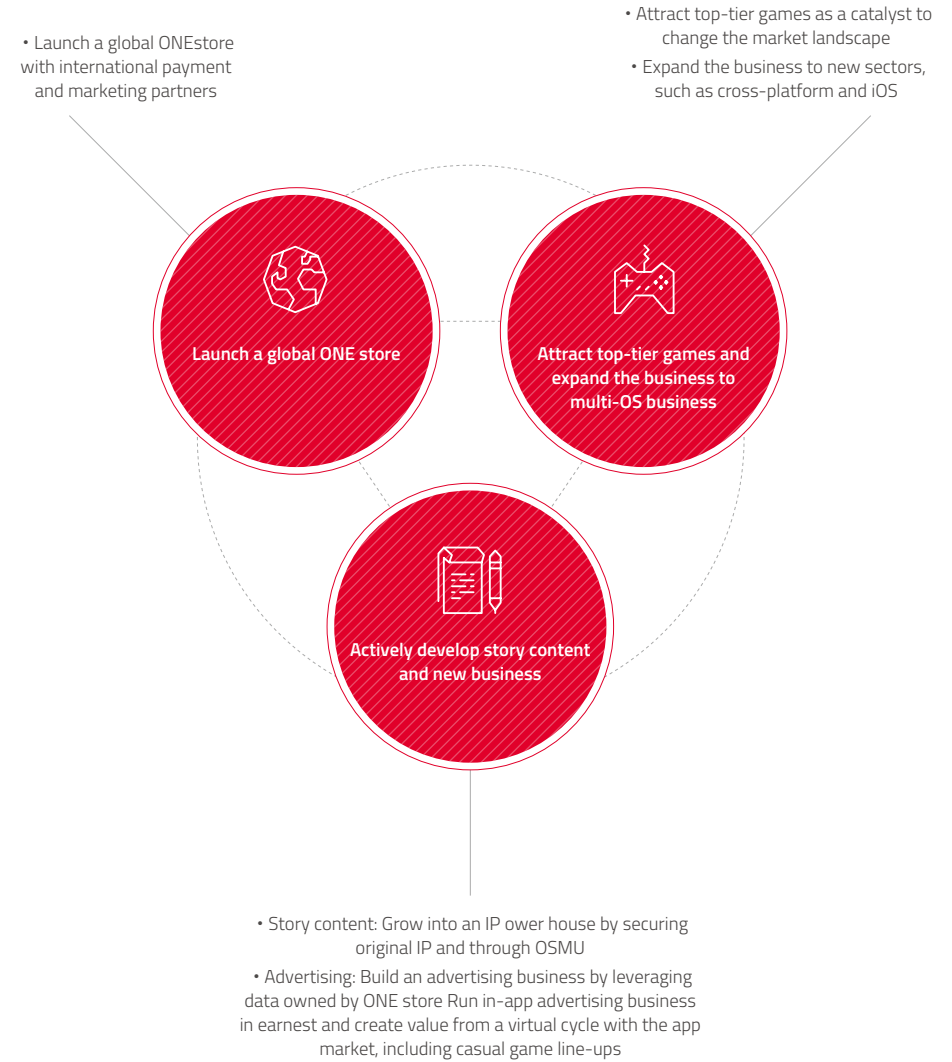 • Launch a global ONEstore
with international payment
and marketing partners
• Attract top-tier games as a catalyst to
change the market landscape
• Expand the business to new sectors,
such as cross-platform and iOS
Launch a global ONE store
Attract top-tier games and
expand the business to
multi-OS business
Actively develop story content
and new business
• Story content: Grow into an IP ower house by securing
original IP and through OSMU
• Advertising: Build an advertising business by leveraging
data owned by ONE store Run in-app advertising business
in earnest and create value from a virtual cycle with the app
market, including casual game line-ups